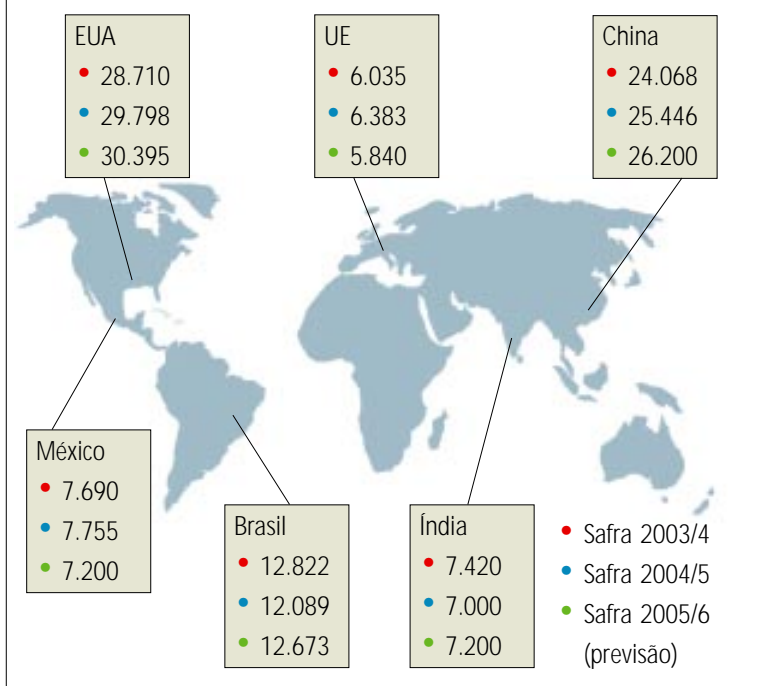 EUA
• 28.710
• 29.798
• 30.395
UE
• 6.035
• 6.383
• 5.840
China
• 24.068
• 25.446
• 26.200
México
• 7.690
• 7.755
• 7.200
Brasil
• 12.822
• 12.089
• 12.673
Índia
• 7.420
• 7.000
• 7.200
• Safra 2003/4
• Safra 2004/5
• Safra 2005/6
(previsão)